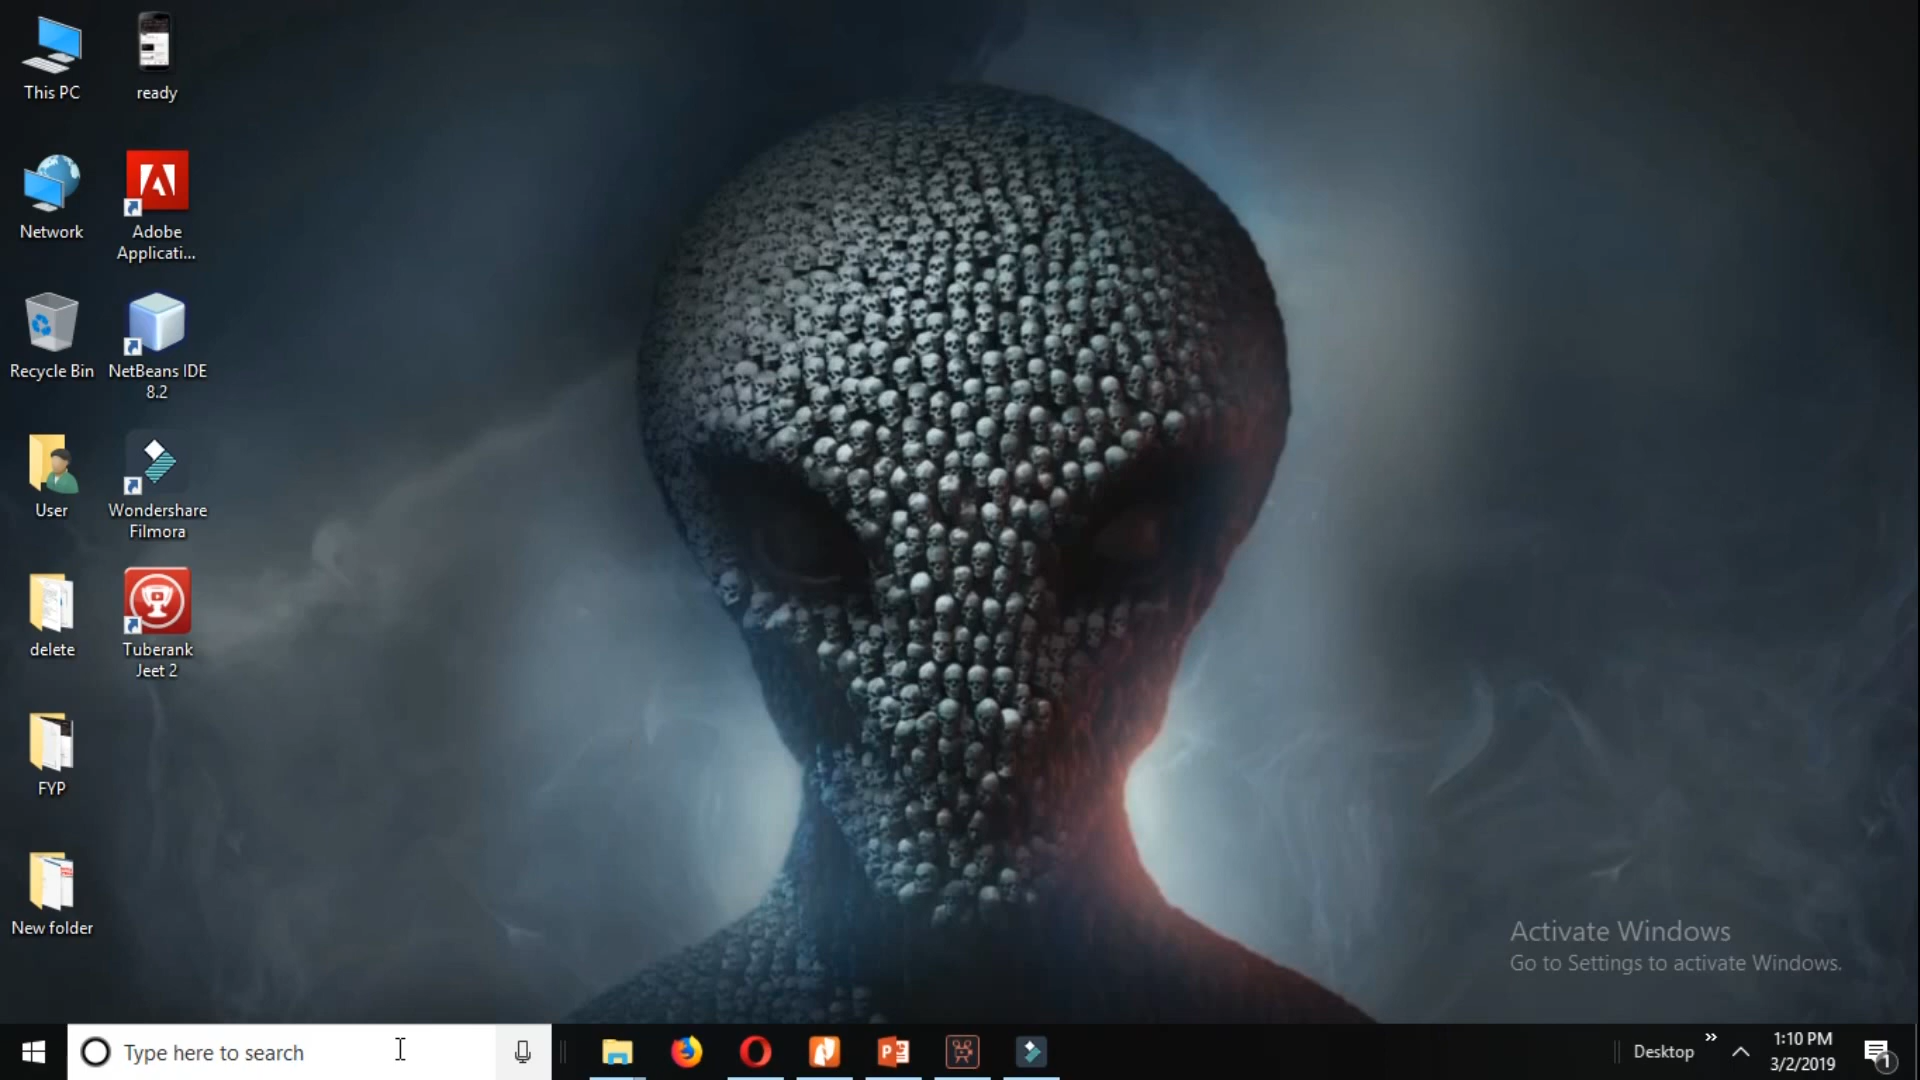 This PC
ready
Network
Adobe
Applicati...
Recycle Bin
NetBeans IDE
8.2
User
Wondershare
Filmora
delete
Tuberank
Jeet 2
FYP
New folder
Activate Windows
Go to Settings to activate Windows.
Type here to search
Desktop
1:10 PM
3/2/2019
1